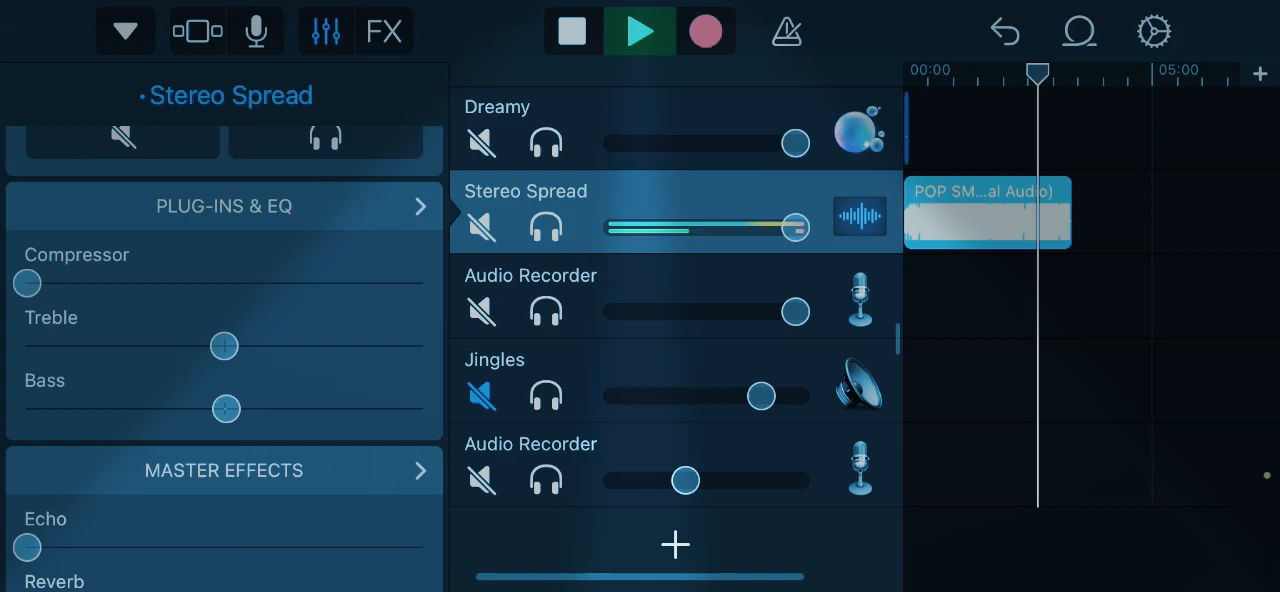 FX
00:00
05:00
+
·Stereo Spread
PLUG-INS & EQ
Compressor
Treble
Bass
MASTER EFFECTS
Echo
Reverb
Dreamy
Stereo Spread
Audio Recorder
Jingles
Audio Recorder
+
POP SM...al Audio)